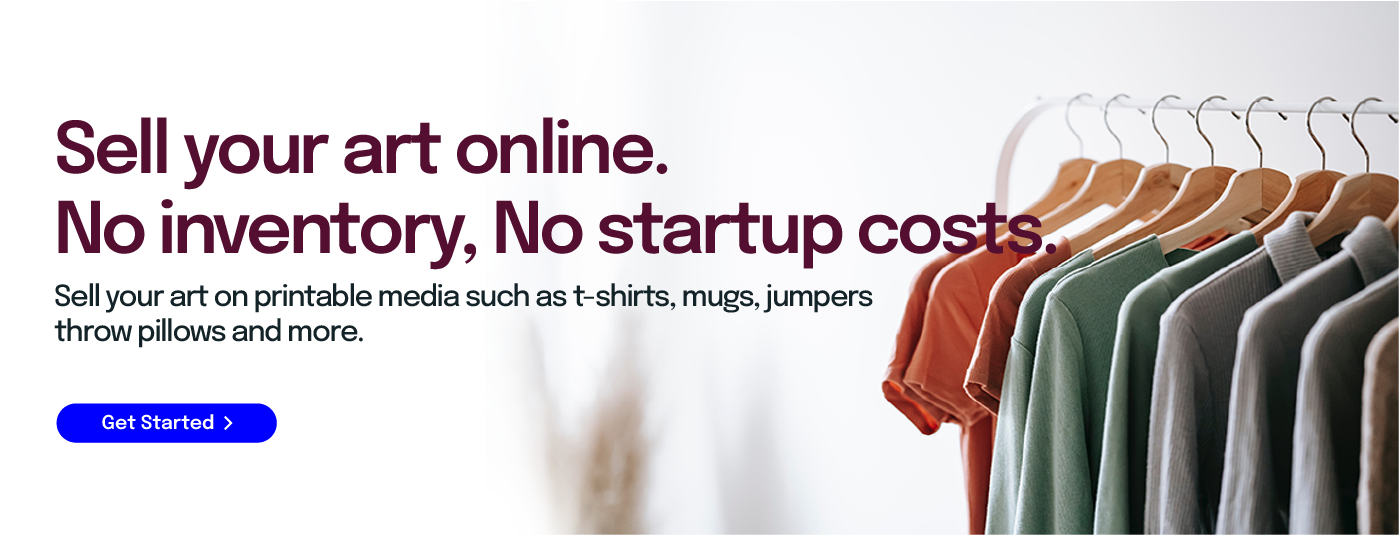 Sell your art online.
No inventory, No startup costs.
Sell your art on printable media such as t-shirts, mugs, jumpers
throw pillows and more.
Get Started